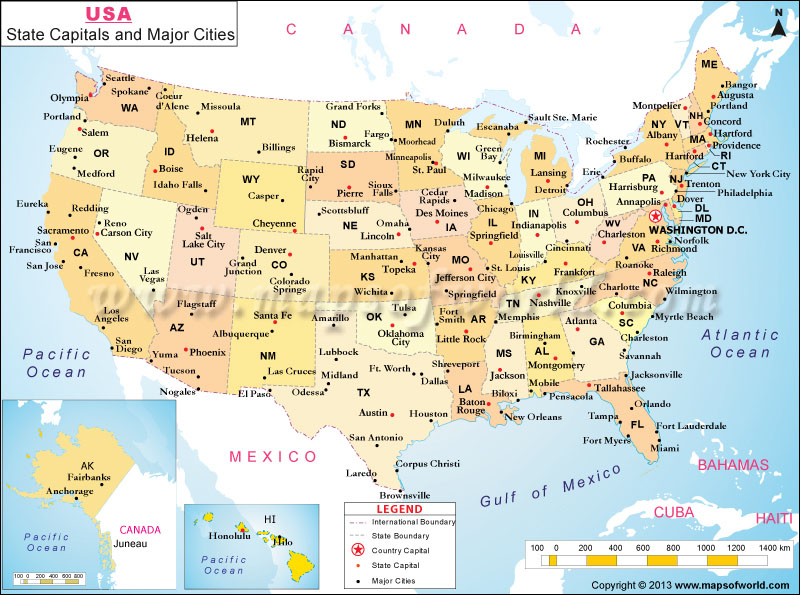 USA
State Capitals and Major Cities
C A N A D A
N
Seattle
Spokane
Coeur
d'Alene
Olympia
WA
Portland
Salem
Eugene
OR
Medford
Missoula
MT
Helena
Billings
ID
Boise
Idaho Falls
WY
Casper
Cheyenne
Grand Forks
ND
Fargo
Bismarck
SD
Rapid
City
Pierre
Sioux
Falls
MN
Duluth
Moorhead
Minneapolis
St. Paul
Escanaba
Sault Ste. Marie
WI
Green
Bay
Milwaukee
Madison
MI
Lansing
Detroit
ME
Bangor
Augusta
Portland
Montpelier
NH
VT
Concord
NY
Albany
MA
Hartford
Providence
Hartford
RI
CT
Rochester
Buffalo
Erie
New York City
PA
NJ
Harrisburg
Trenton
Philadelphia
Annapolis
Dover
DL
MD
WASHINGTON D.C.
Eureka
Redding
Reno
Carson City
Sacramento
San
Francisco
CA
San Jose
Fresno
NV
Las
Vegas
Los
Angeles
San
Diego
Ogden
Salt
Lake City
UT
Grand
Junction
Denver
CO
Colorado
Springs
Scottsbluff
NE
Omaha
Lincoln
Cedar
Rapids
Des Moines
IA
Chicago
IL
Springfield
IN
Indianapolis
OH
Columbus
Cincinnati
WV
Charleston
VA
Norfolk
Richmond
Roanoke
Manhattan
Topeka
KS
Wichita
Kansas
City
MO
Jefferson City
St. Louis
Springfield
Louisville
Frankfort
KY
Knoxville
TN
Nashville
Memphis
Charlotte
NC
Raleigh
Wilmington
Columbia
SC
Myrtle Beach
Charleston
Savannah
Flagstaff
AZ
Phoenix
Yuma
Tucson
Nogales
Santa Fe
Albuquerque
NM
Las Cruces
El Paso
Amarillo
Lubbock
Midland
Odessa
Tulsa
OK
Oklahoma
City
Fort
Smith
AR
Little Rock
Birmingham
AL
Montgomery
Atlanta
GA
MS
Jackson
Mobile
Biloxi
Pensacola
Tallahassee
Jacksonville
Orlando
Tampa
FL
Fort Lauderdale
Fort Myers
Miami
Ft. Worth
Dallas
Shreveport
TX
LA
Austin
Houston
Baton
Rouge
New Orleans
San Antonio
Laredo
Corpus Christi
Brownsville
Pacific
Ocean
Atlantic
Ocean
MEXICO
Gulf of Mexico
BAHAMAS
CUBA
HAITI
AK
Fairbanks
Anchorage
Pacific
Ocean
CANADA
Juneau
100 0 200 400 600 800
HI
Honolulu
Hilo
Pacific
Ocean
LEGEND
International Boundary
State Boundary
Country Capital
State Capital
Major Cities
100 0 200 400 600 800 1400 km
Copyright © 2013 www.mapsofworld.com